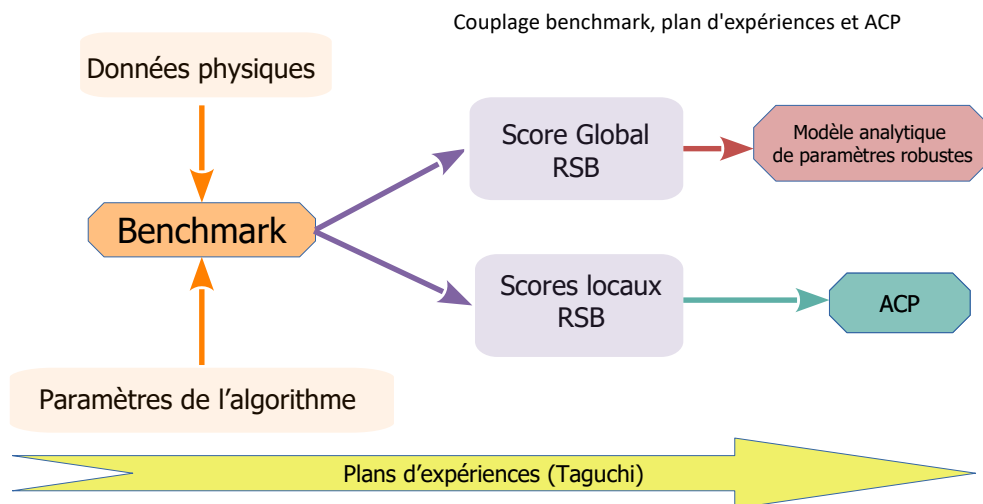 Couplage benchmark, plan d'expériences et ACP
Données physiques
Score Global
RSB
Modèle analytique
de paramètres robustes
Benchmark
Scores locaux
RSB
ACP
Paramètres de l’algorithme
Plans d’expériences (Taguchi)